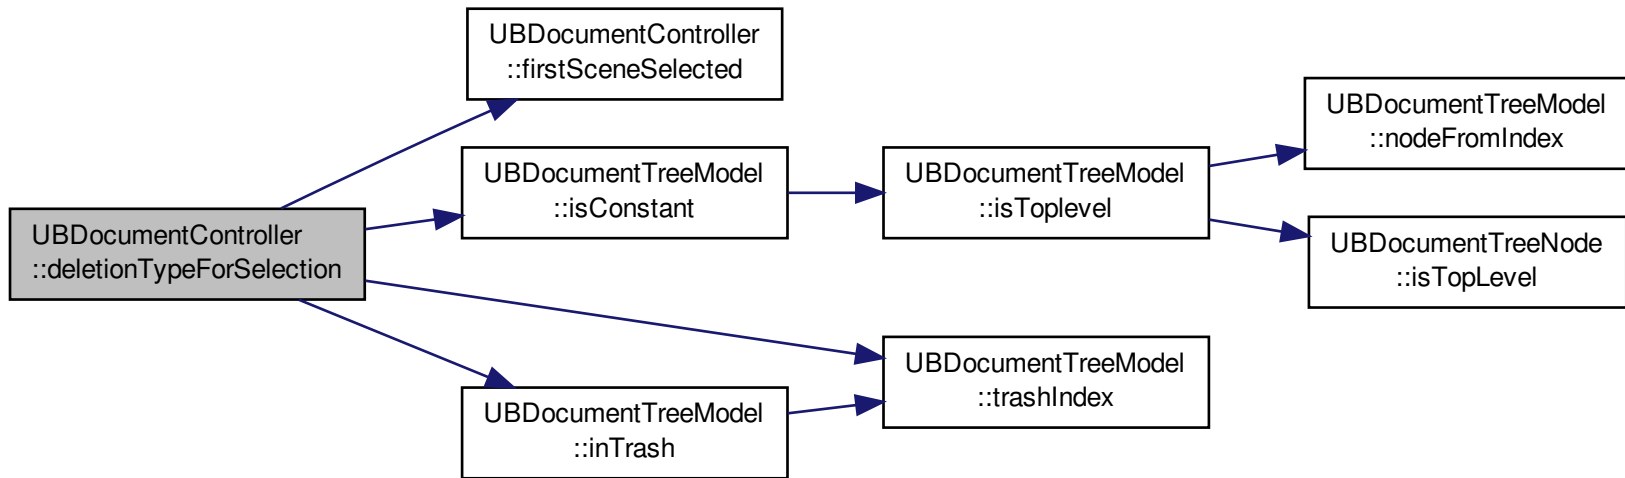 UBDocumentController
::deletionTypeForSelection
UBDocumentController
::firstSceneSelected
UBDocumentTreeModel
::isConstant
UBDocumentTreeModel
::inTrash
UBDocumentTreeModel
::isToplevel
UBDocumentTreeModel
::trashIndex
UBDocumentTreeModel
::nodeFromIndex
UBDocumentTreeNode
::isTopLevel